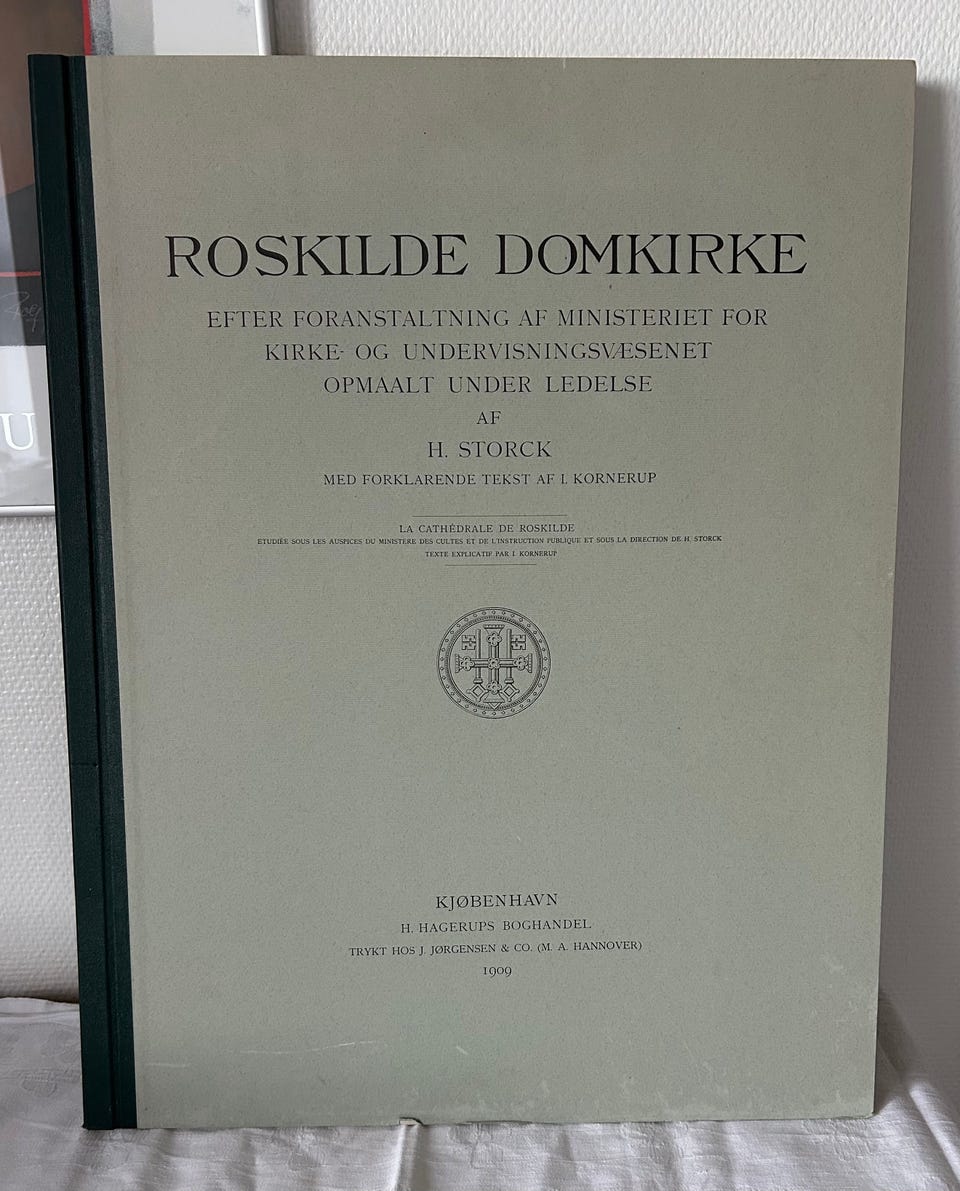 ROSKILDE DOMKIRKE
EFTER FORANSTALTNING AF MINISTERIET FOR
KIRKE- OG UNDERVISNINGSVÆSENET
OPMAALT UNDER LEDELSE
AF
H. STORCK
MED FORKLARENDE TEKST AF I. KORNERUP
LA CATHÉDRALE DE ROSKILDE
ETUDIÉE SOUS LES AUSPICES DU MINISTERE DES CULTES ET DE L'INSTRUCTION PUBLIQUE ET SOUS LA DIRECTION DE H. STORCK
TEXTE EXPLICATIF PAR I. KORNERUP
KJØBENHAVN
H. HAGERUPS BOGHANDEL
TRYKT HOS J. JØRGENSEN & CO. (M. A. HANNOVER)
1909
U